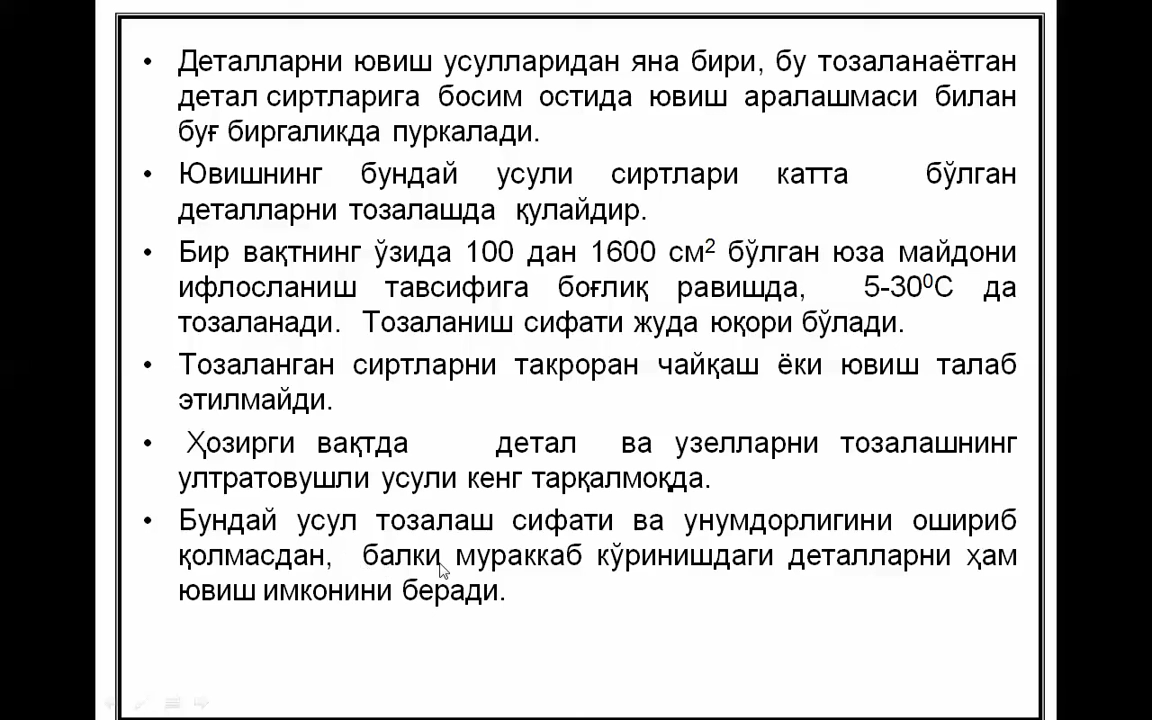 • Деталларни ювиш усулларидан яна бири, бу тозаланаётган
детал сиртларига босим остида ювиш аралашмаси билан
буғ биргаликда пуркалади.
• Ювишнинг бундай усули сиртлари катта бўлган
деталларни тозалашда қулайдир.
• Бир вақтнинг ўзида 100 дан 1600 см² бўлган юза майдони
ифлосланиш тавсифига боғлиқ равишда, 5-30⁰С да
тозаланади. Тозаланиш сифати жуда юқори бўлади.
• Тозаланган сиртларни такроран чайқаш ёки ювиш талаб
этилмайди.
• Ҳозирги вақтда детал ва узелларни тозалашнинг
ултратовушли усули кенг тарқалмоқда.
• Бундай усул тозалаш сифати ва унумдорлигини ошириб
қолмасдан, балки мураккаб кўринишдаги деталларни ҳам
ювиш имконини беради.